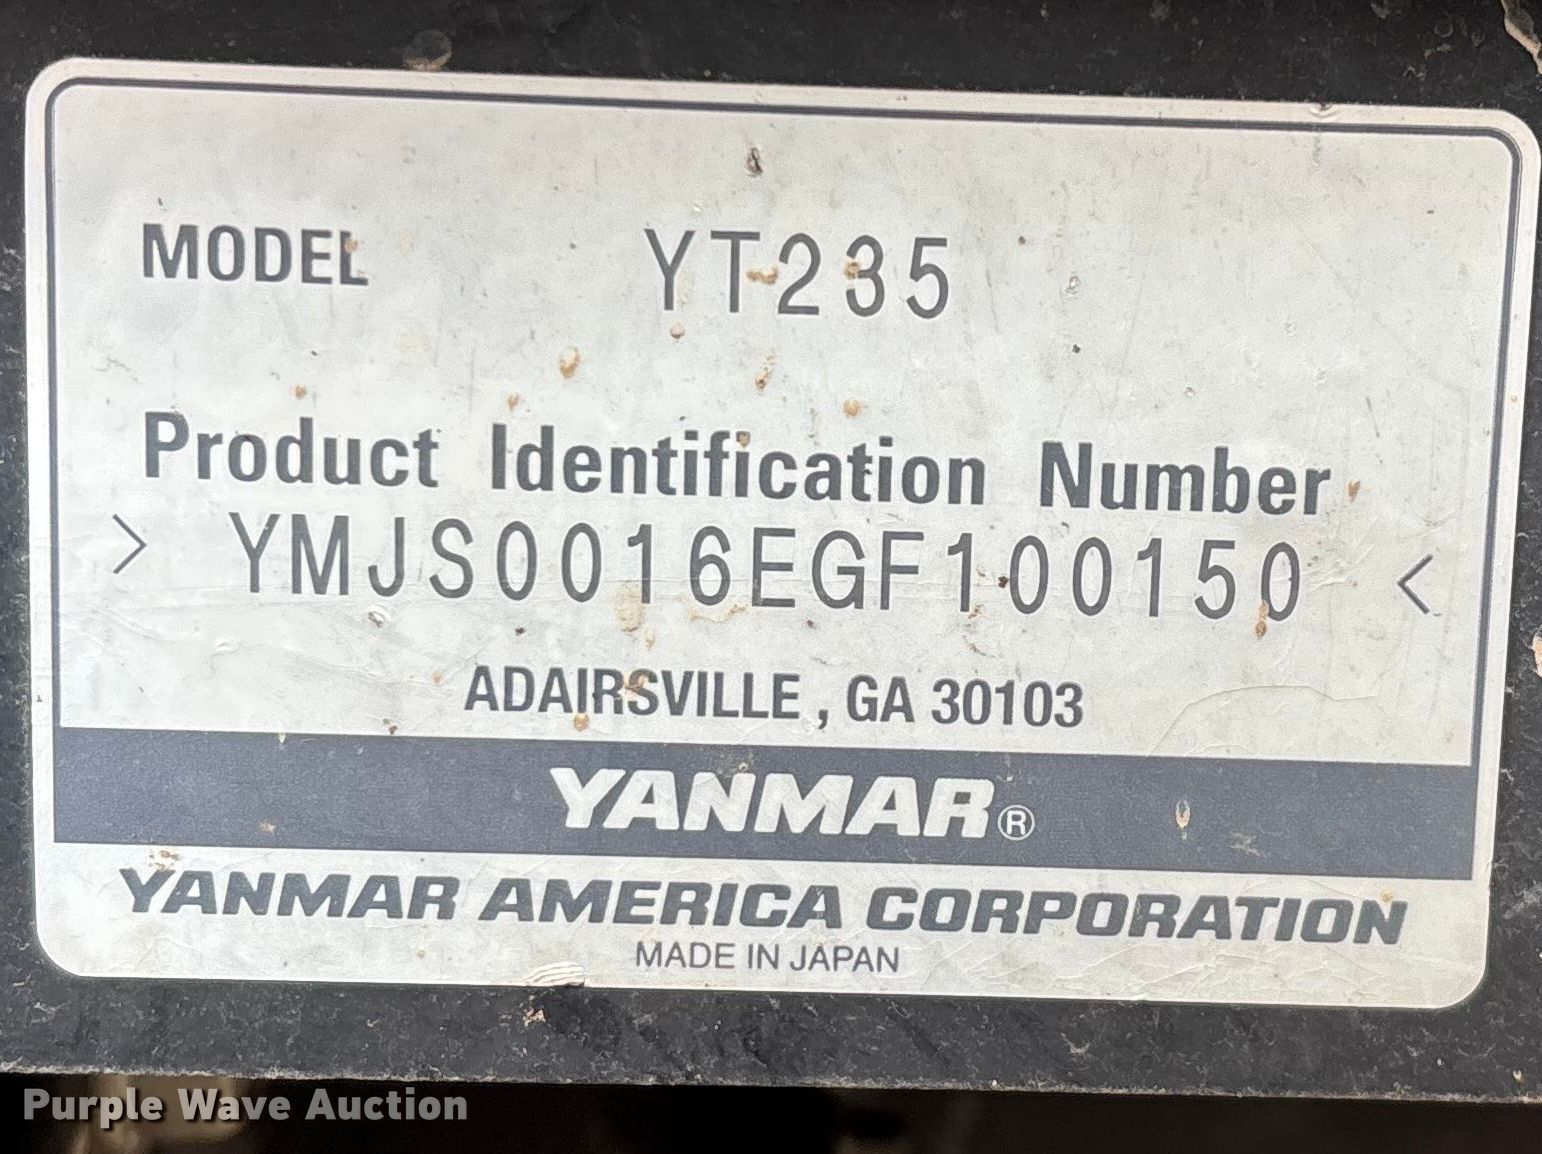 MODEL YT235
Product Identification Number
> YMJS0016EGF100150 <
ADAIRSVILLE, GA 30103
YANMAR®
YANMAR AMERICA CORPORATION
MADE IN JAPAN
Purple Wave Auction